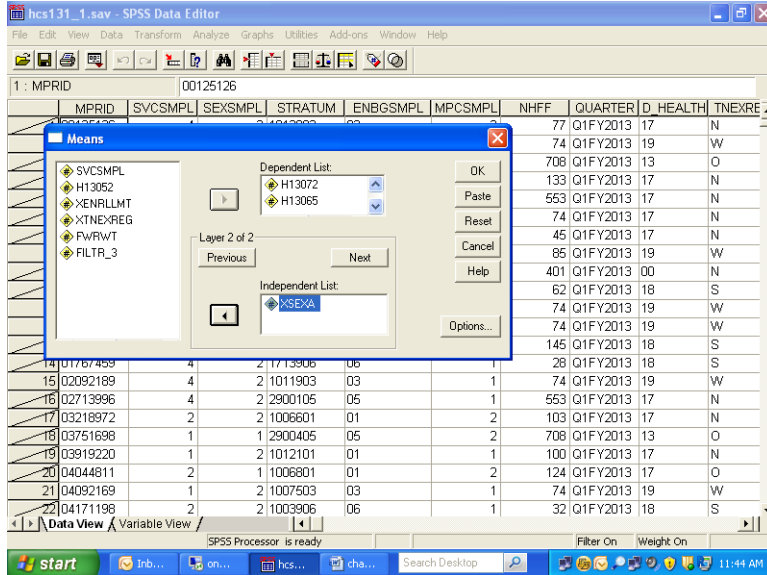 hcs131_1.sav - SPSS Data Editor
File Edit View Data Transform Analyze Graphs Utilities Add-ons Window Help
1 : MPRID 00125126
MPRID SVCSMPL SEXSMPL STRATUM ENBGSMPL MPCSMPL NHFF QUARTER D_HEALTH TNEXRE
77 Q1FY2013 17 N
Means
74 Q1FY2013 19 W
SVCSMPL
H13052
XENRLLMT
XTNEXREG
FWRWT
FILTR_3
Dependent List:
H13072
H13065
Layer 2 of 2
Previous Next
Independent List:
XSEXA
OK
Paste
Reset
Cancel
Help
Options...
708 Q1FY2013 13 O
133 Q1FY2013 17 N
553 Q1FY2013 17 N
74 Q1FY2013 17 N
45 Q1FY2013 17 N
85 Q1FY2013 19 W
401 Q1FY2013 00 N
62 Q1FY2013 18 S
74 Q1FY2013 19 W
74 Q1FY2013 19 W
145 Q1FY2013 18 S
14 01767459 4 2 1713906 06 1 28 Q1FY2013 18 S
15 02092189 4 2 1011903 03 1 74 Q1FY2013 19 W
16 02713996 4 2 2900105 05 1 553 Q1FY2013 17 N
17 03218972 2 2 1006601 01 2 103 Q1FY2013 17 N
18 03751698 1 1 2900405 05 2 708 Q1FY2013 13 O
19 03919220 1 2 1012101 01 1 100 Q1FY2013 17 N
20 04044811 2 1 1006801 01 2 124 Q1FY2013 17 O
21 04092169 1 2 1007503 03 1 74 Q1FY2013 19 W
22 04171198 2 2 1003906 06 1 32 Q1FY2013 18 S
Data View Variable View
SPSS Processor is ready Filter On Weight On
start Inb... on... hcs... cha... Search Desktop 11:44 AM